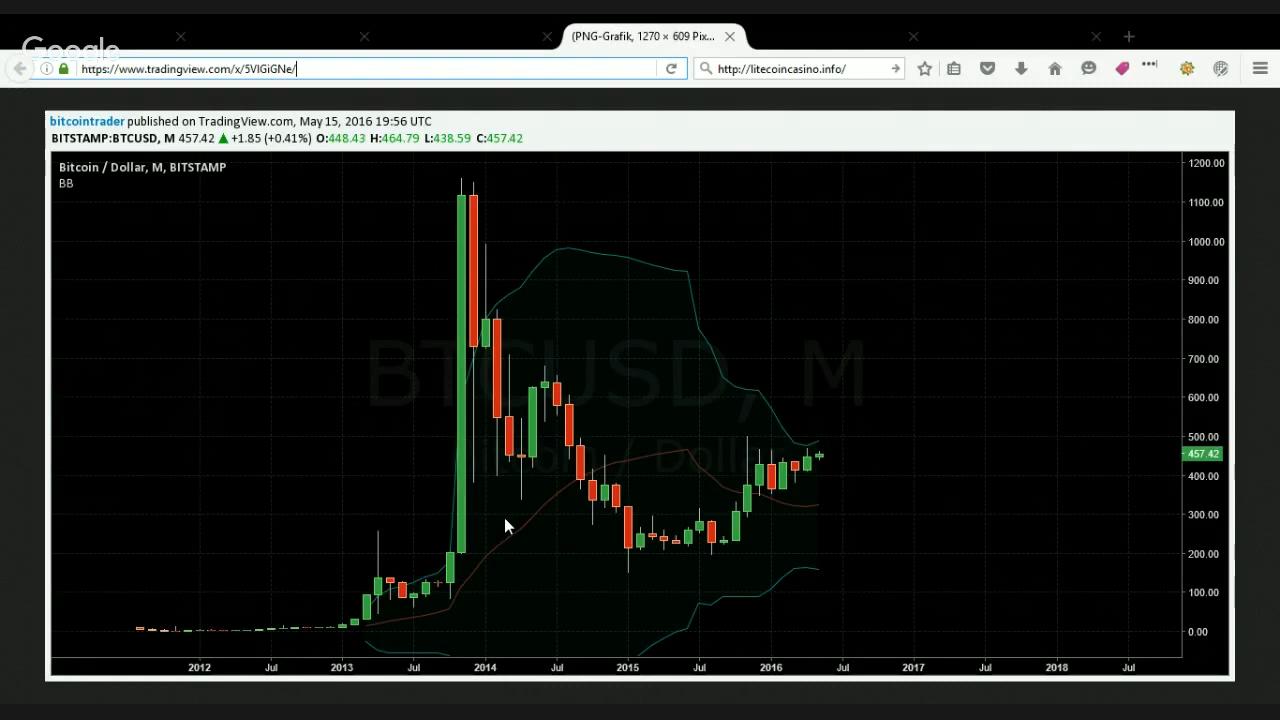 Google
(PNG-Grafik, 1270 × 609 Pix...
https://www.tradingview.com/x/5VIGiGNe/
http://litecoincasino.info/
bitcointrader published on TradingView.com, May 15, 2016 19:56 UTC
BITSTAMP:BTCUSD, M 457.42 ▲ +1.85 (+0.41%) O:448.43 H:464.79 L:438.59 C:457.42
Bitcoin / Dollar, M, BITSTAMP
BB
BTCUSD, M
Bitcoin / Dollar
1200.00
1100.00
1000.00
900.00
800.00
700.00
600.00
500.00
457.42
400.00
300.00
200.00
100.00
0.00
2012 Jul 2013 Jul 2014 Jul 2015 Jul 2016 Jul 2017 Jul 2018 Jul